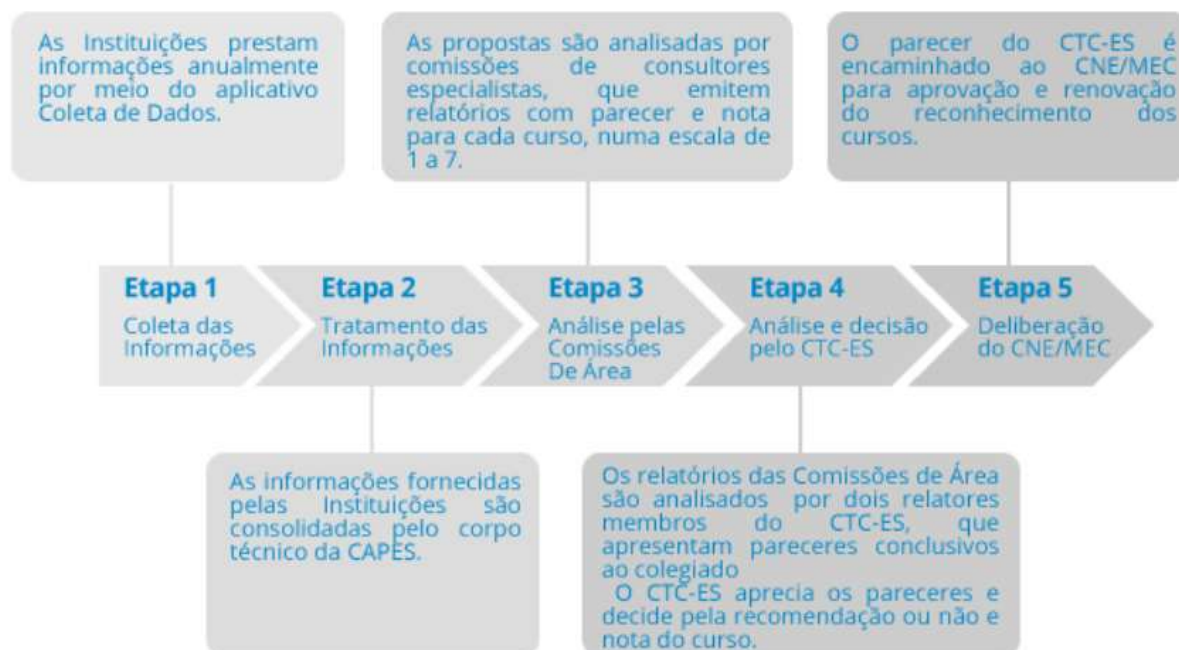 As Instituições prestam
informações anualmente
por meio do aplicativo
Coleta de Dados.
As propostas são analisadas por
comissões de consultores
especialistas, que emitem
relatórios com parecer e nota
para cada curso, numa escala de
1 a 7.
O parecer do CTC-ES é
encaminhado ao CNE/MEC
para aprovação e renovação
do reconhecimento dos
cursos.
Etapa 1
Coleta das
Informações
Etapa 2
Tratamento das
Informações
Etapa 3
Análise pelas
Comissões
De Área
Etapa 4
Análise e decisão
pelo CTC-ES
Etapa 5
Deliberação
do CNE/MEC
As informações fornecidas
pelas Instituições são
consolidadas pelo corpo
técnico da CAPES.
Os relatórios das Comissões de Área
são analisados por dois relatores
membros do CTC-ES, que
apresentam pareceres conclusivos
ao colegiado
O CTC-ES aprecia os pareceres e
decide pela recomendação ou não e
nota do curso.